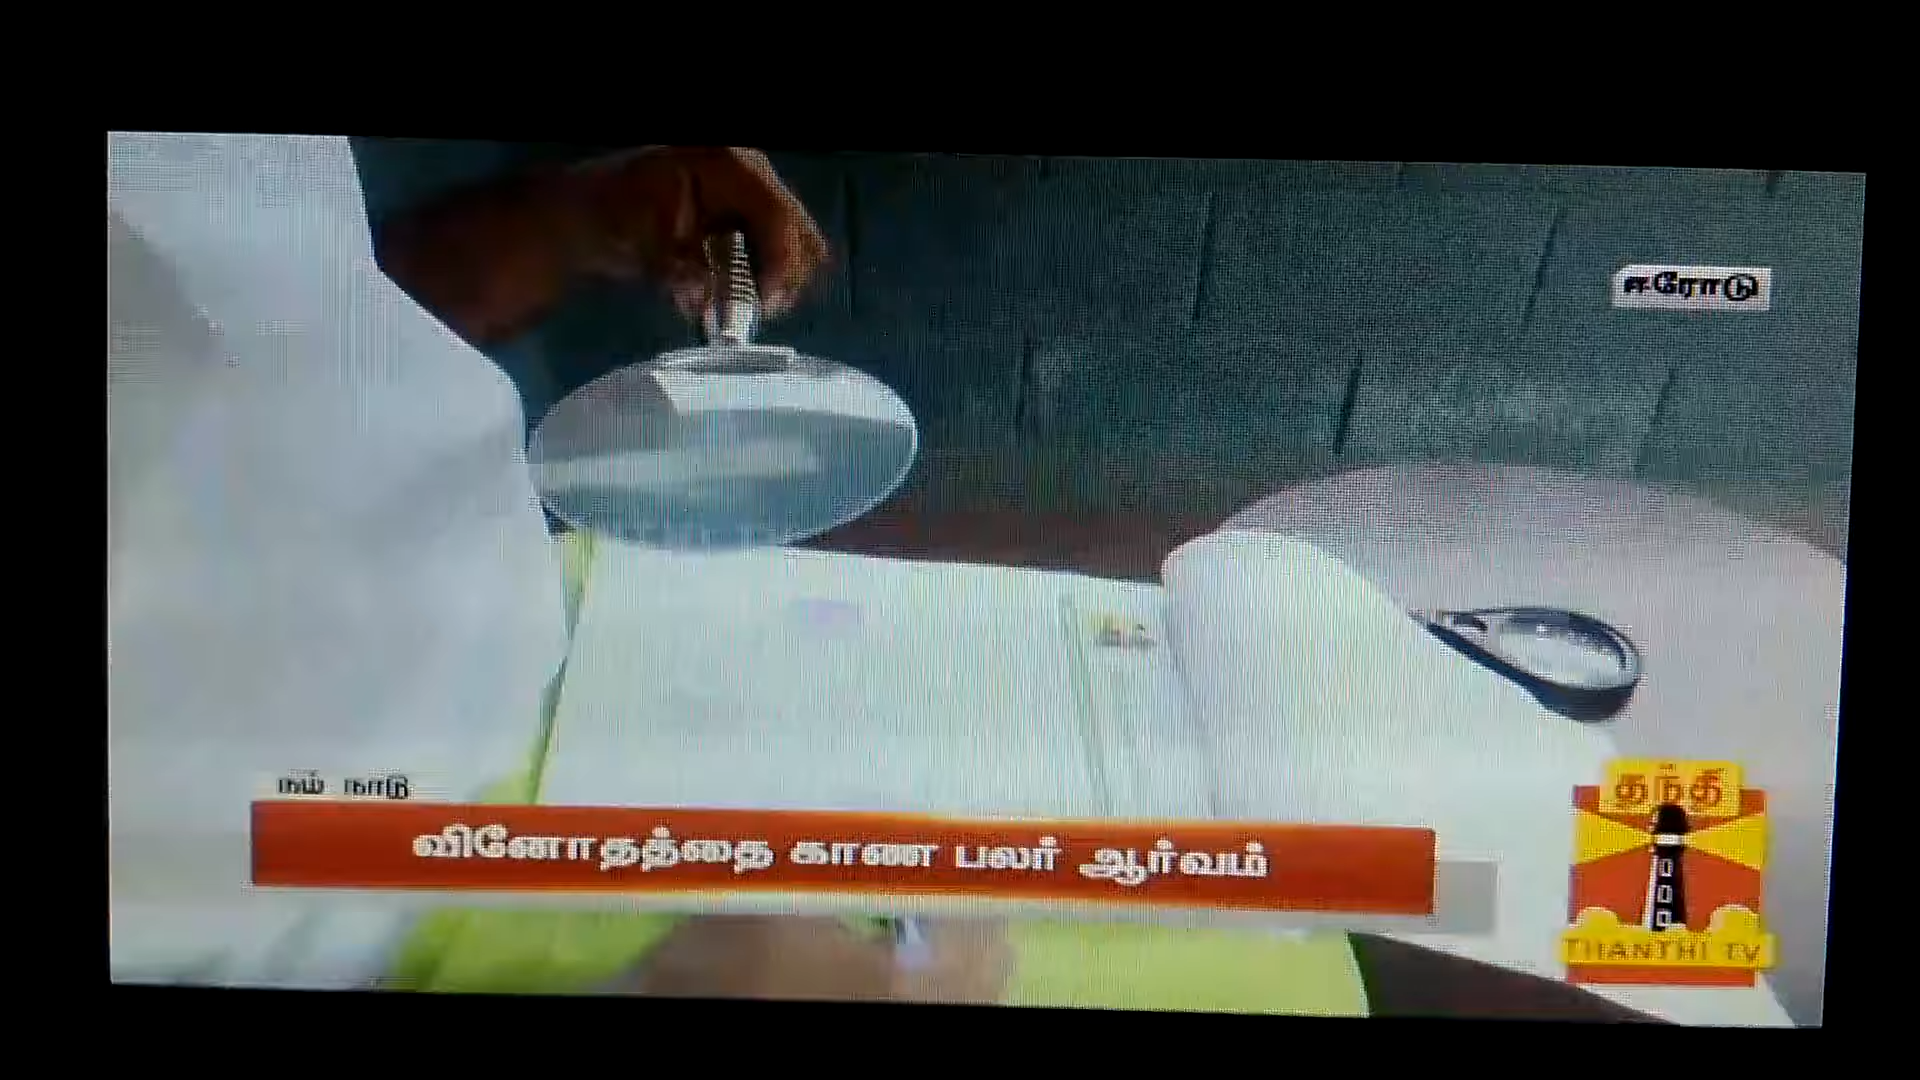 ஈரோடு
நம் நாடு
வினோதத்தை காண பலர் ஆர்வம்
தந்தி
THANTHI TV